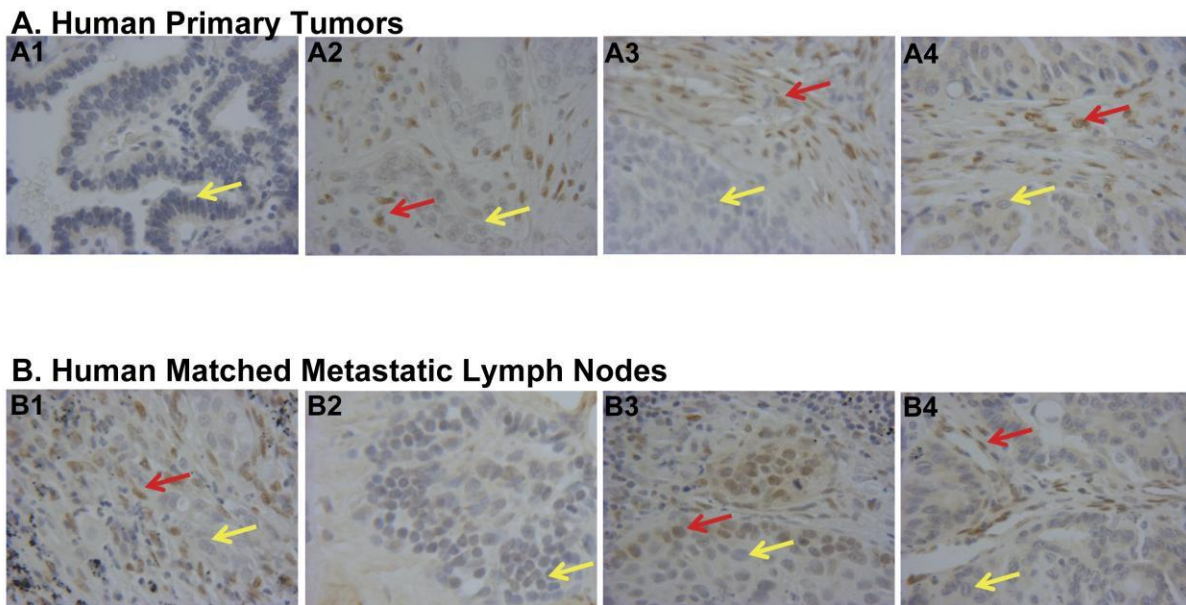 A. Human Primary Tumors
A1 A2 A3 A4
B. Human Matched Metastatic Lymph Nodes
B1 B2 B3 B4